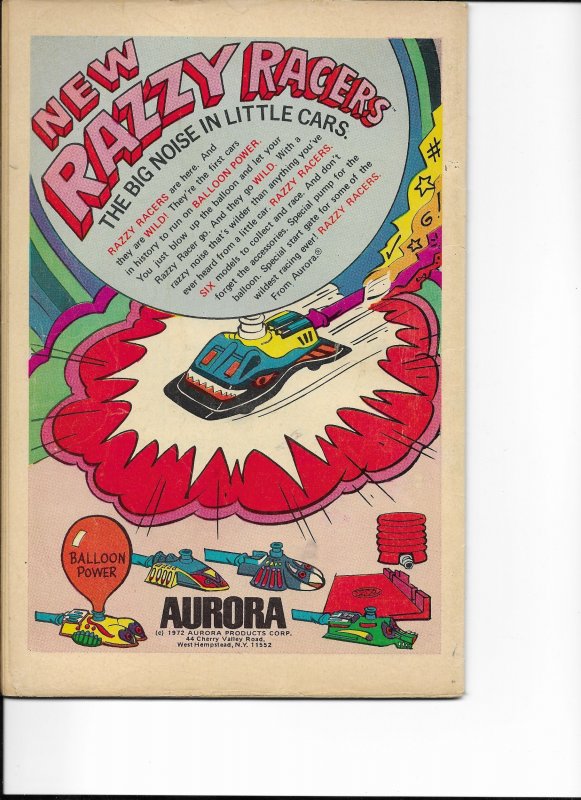 NEW
RAZZY RACERS™
THE BIG NOISE IN LITTLE CARS.
RAZZY RACERS are here. And
they are WILD! They're the first cars
in history to run on BALLOON POWER.
You just blow up the balloon and let your
Razzy Racer go. And they go WILD. With a
razzy noise that's wilder than anything you've
ever heard from a little car. RAZZY RACERS.
SIX models to collect and race. And don't
forget the accessories. Special pump for the
balloon. Special start gate for some of the
wildest racing ever! RAZZY RACERS.
From Aurora.®
#
G!
BALLOON
POWER
AURORA
(c) 1972 AURORA PRODUCTS CORP.
44 Cherry Valley Road,
West Hempstead, N.Y. 11552